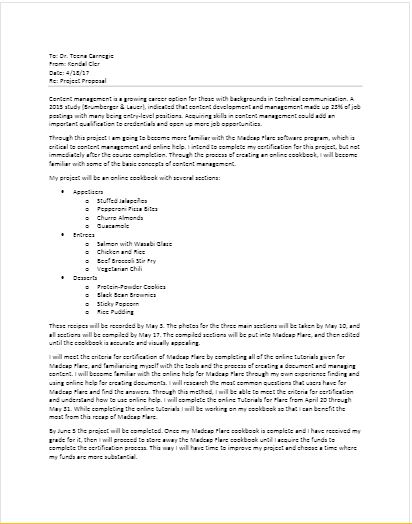 To: Dr. Teena Carnegie
From: Kendal Cler
Date: 4/18/17
Re: Project Proposal
Content management is a growing career option for those with backgrounds in technical communication. A
2015 study (Brumberger & Lauer), indicated that content development and management made up 25% of job
postings with many being entry-level positions. Acquiring skills in content management could add an
important qualification to credentials and open up more job opportunities.
Through this project I am going to become more familiar with the Madcap Flare software program, which is
critical to content management and online help. I intend to complete my certification for this project, but not
immediately after the course completion. Through the process of creating an online cookbook, I will become
familiar with some of the basic concepts of content management.
My project will be an online cookbook with several sections:
• Appetizers
o Stuffed Jalapeños
o Pepperoni Pizza Bites
o Churro Almonds
o Guacamole
• Entrees
o Salmon with Wasabi Glaze
o Chicken and Rice
o Beef Broccoli Stir Fry
o Vegetarian Chili
• Desserts
o Protein-Powder Cookies
o Black Bean Brownies
o Sticky Popcorn
o Rice Pudding
These recipes will be recorded by May 3. The photos for the three main sections will be taken by May 10, and
all sections will be compiled by May 17. The compiled sections will be put into Madcap Flare, and then edited
until the cookbook is accurate and visually appealing.
I will meet the criteria for certification of Madcap Flare by completing all of the online tutorials given for
Madcap Flare, and familiarizing myself with the tools and the process of creating a document and managing
content. I will become familiar with the online help for Madcap Flare through my own experience finding and
using online help for creating documents. I will research the most common questions that users have for
Madcap Flare and find the answers. Through this method, I will be able to meet the criteria for certification
and understand how to use online help. I will complete the online Tutorials for Flare from April 20 through
May 31. While completing the online tutorials I will be working on my cookbook so that I can benefit the
most from this recap of Madcap Flare.
By June 5 the project will be completed. Once my Madcap Flare cookbook is complete and I have received my
grade for it, then I will proceed to store away the Madcap Flare cookbook until I acquire the funds to
complete the certification process. This way I will have time to improve my project and choose a time where
my funds are more substantial.